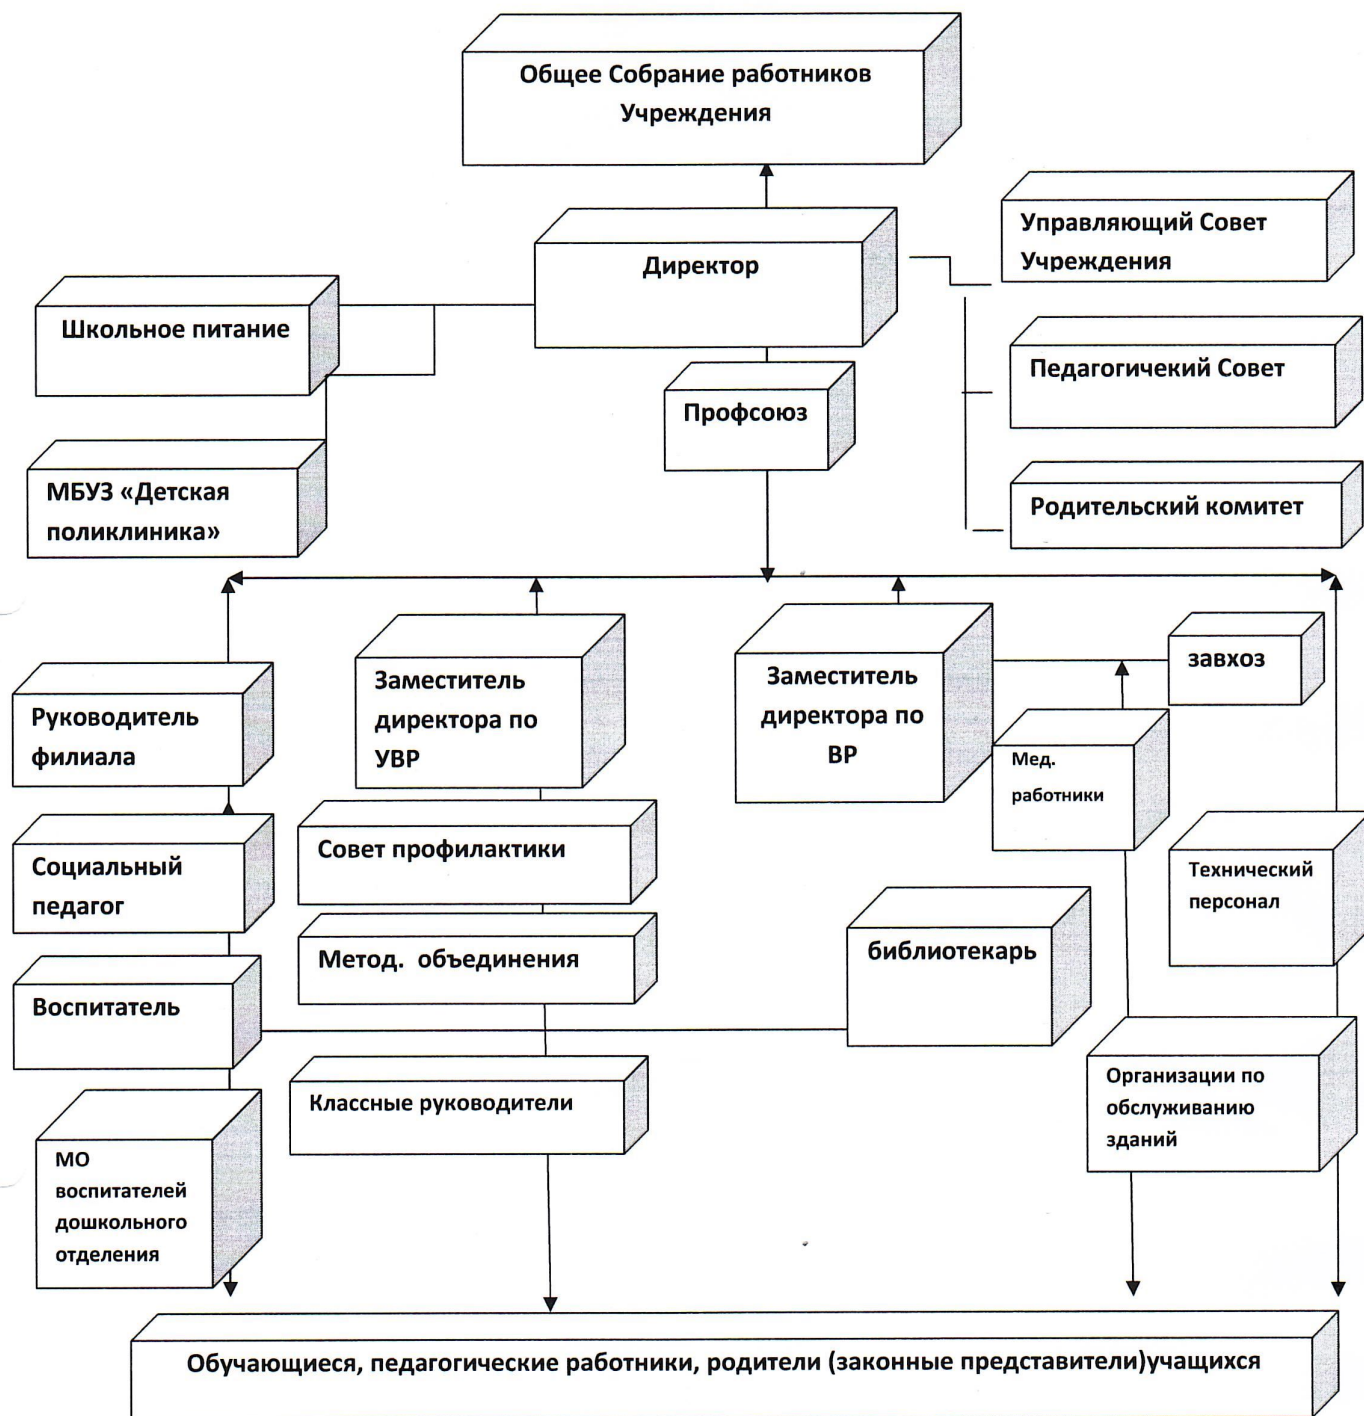 Общее Собрание работников
Учреждения
Управляющий Совет
Учреждения
Директор
Школьное питание
Педагогичекий Совет
Профсоюз
МБУЗ «Детская
поликлиника»
Родительский комитет
Руководитель
филиала
Заместитель
директора по
УВР
Заместитель
директора по
ВР
завхоз
Мед.
работники
Социальный
педагог
Совет профилактики
Технический
персонал
Метод. объединения
библиотекарь
Воспитатель
Классные руководители
Организации по
обслуживанию
зданий
МО
воспитателей
дошкольного
отделения
Обучающиеся, педагогические работники, родители (законные представители)учащихся